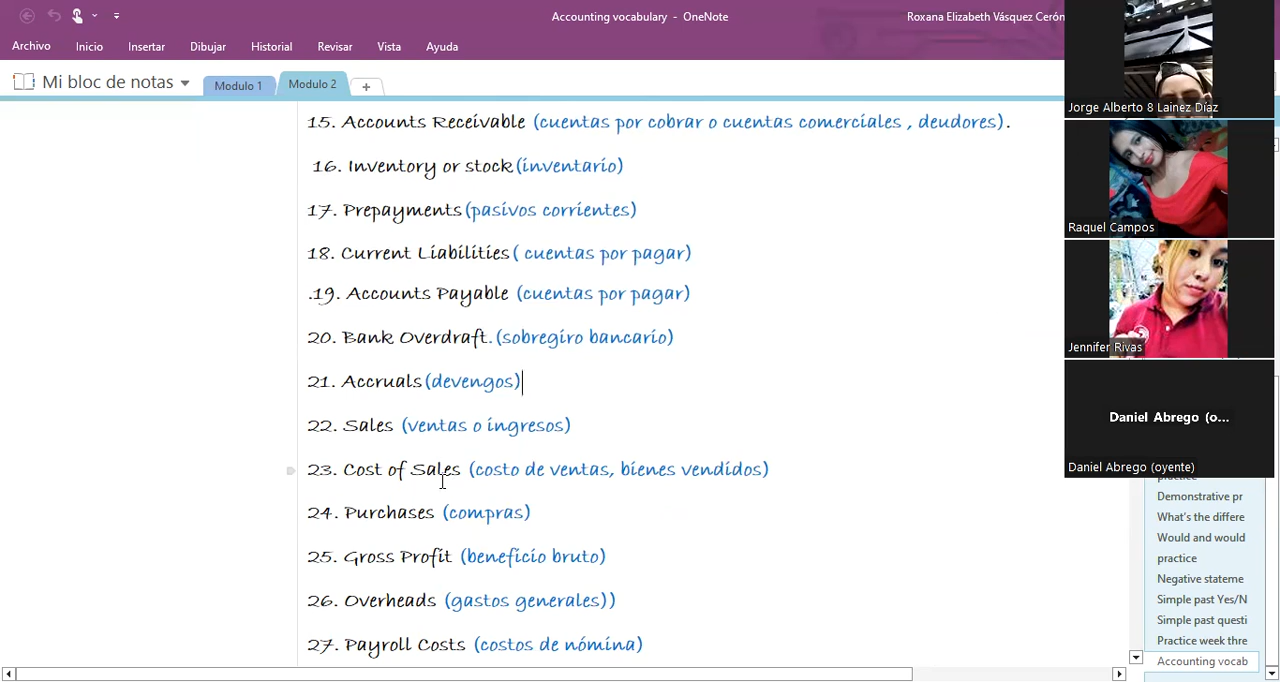 Accounting vocabulary - OneNote
Roxana Elizabeth Vásquez Cerón
Archivo Inicio Insertar Dibujar Historial Revisar Vista Ayuda
Mi bloc de notas Modulo 1 Modulo 2 +
15. Accounts Receivable (cuentas por cobrar o cuentas comerciales , deudores).
16. Inventory or stock(inventario)
17. Prepayments(pasivos corrientes)
18. Current Liabilities( cuentas por pagar)
.19. Accounts Payable (cuentas por pagar)
20. Bank Overdraft. (sobregiro bancario)
21. Accruals(devengos)
22. Sales (ventas o ingresos)
23. Cost of Sales (costo de ventas, bienes vendidos)
24. Purchases (compras)
25. Gross Profit (beneficio bruto)
26. Overheads (gastos generales))
27. Payroll Costs (costos de nómina)
Jorge Alberto 8 Lainez Díaz
Raquel Campos
Jennifer Rivas
Daniel Abrego (o...
Daniel Abrego (oyente)
practice
Demonstrative pr
What's the differe
Would and would
practice
Negative stateme
Simple past Yes/N
Simple past questi
Practice week thre
Accounting vocab